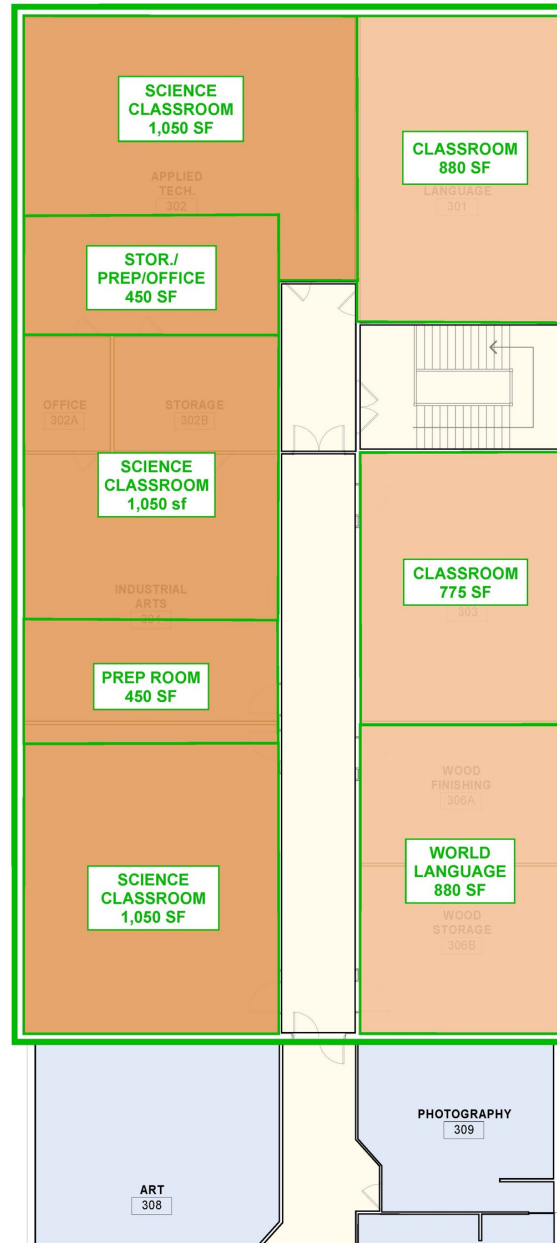 SCIENCE
CLASSROOM
1,050 SF
CLASSROOM
880 SF
APPLIED
TECH.
302
LANGUAGE
301
STOR./
PREP/OFFICE
450 SF
OFFICE
302A
STORAGE
302B
SCIENCE
CLASSROOM
1,050 sf
CLASSROOM
775 SF
303
INDUSTRIAL
ARTS
PREP ROOM
450 SF
WOOD
FINISHING
306A
WORLD
LANGUAGE
880 SF
SCIENCE
CLASSROOM
1,050 SF
WOOD
STORAGE
306B
PHOTOGRAPHY
309
ART
308